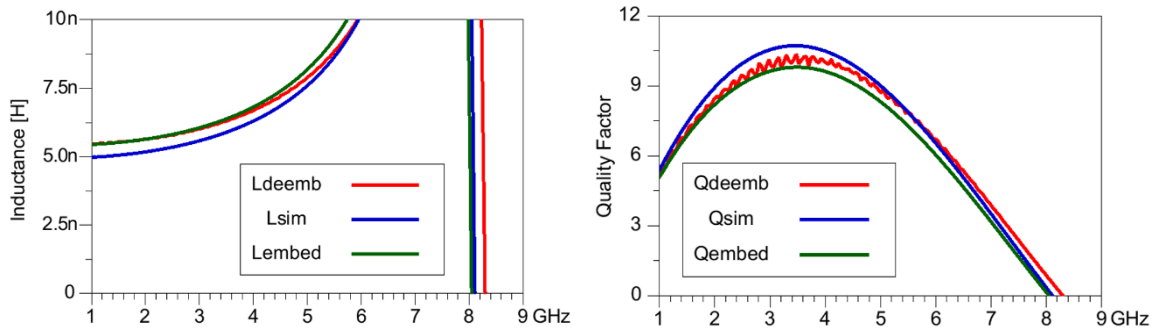 10n
7.5n
5.0n
2.5n
0
Inductance [H]
Ldeemb
Lsim
Lembed
1 2 3 4 5 6 7 8 9 GHz
12
9
6
3
0
Quality Factor
Qdeemb
Qsim
Qembed
1 2 3 4 5 6 7 8 9 GHz